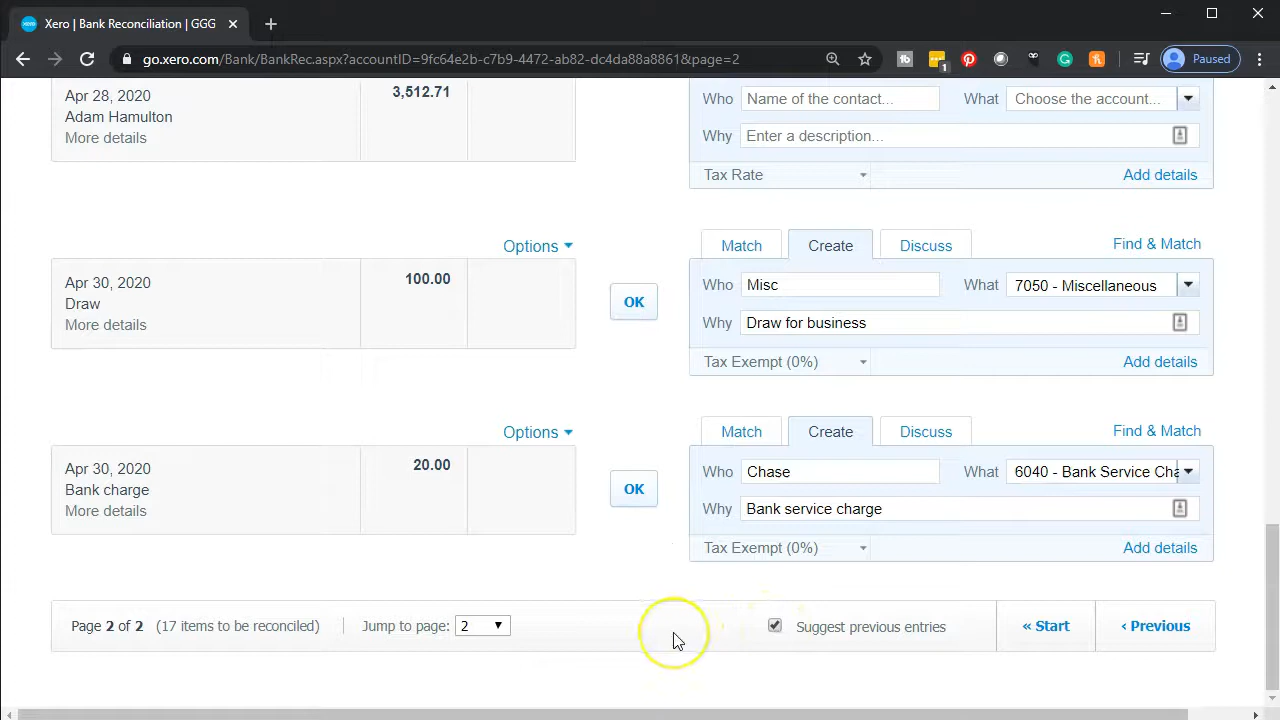 Xero | Bank Reconciliation | GGG
go.xero.com/Bank/BankRec.aspx?accountID=9fc64e2b-c7b9-4472-ab82-dc4da88a8861&page=2
1
Paused
Apr 28, 2020
Adam Hamulton
More details
3,512.71
Who Name of the contact... What Choose the account...
Why Enter a description...
Tax Rate Add details
Options
Apr 30, 2020
Draw
More details
100.00
OK
Match Create Discuss Find & Match
Who Misc What 7050 - Miscellaneous
Why Draw for business
Tax Exempt (0%) Add details
Options
Apr 30, 2020
Bank charge
More details
20.00
OK
Match Create Discuss Find & Match
Who Chase What 6040 - Bank Service Cha
Why Bank service charge
Tax Exempt (0%) Add details
Page 2 of 2 (17 items to be reconciled) Jump to page: 2 Suggest previous entries « Start ‹ Previous